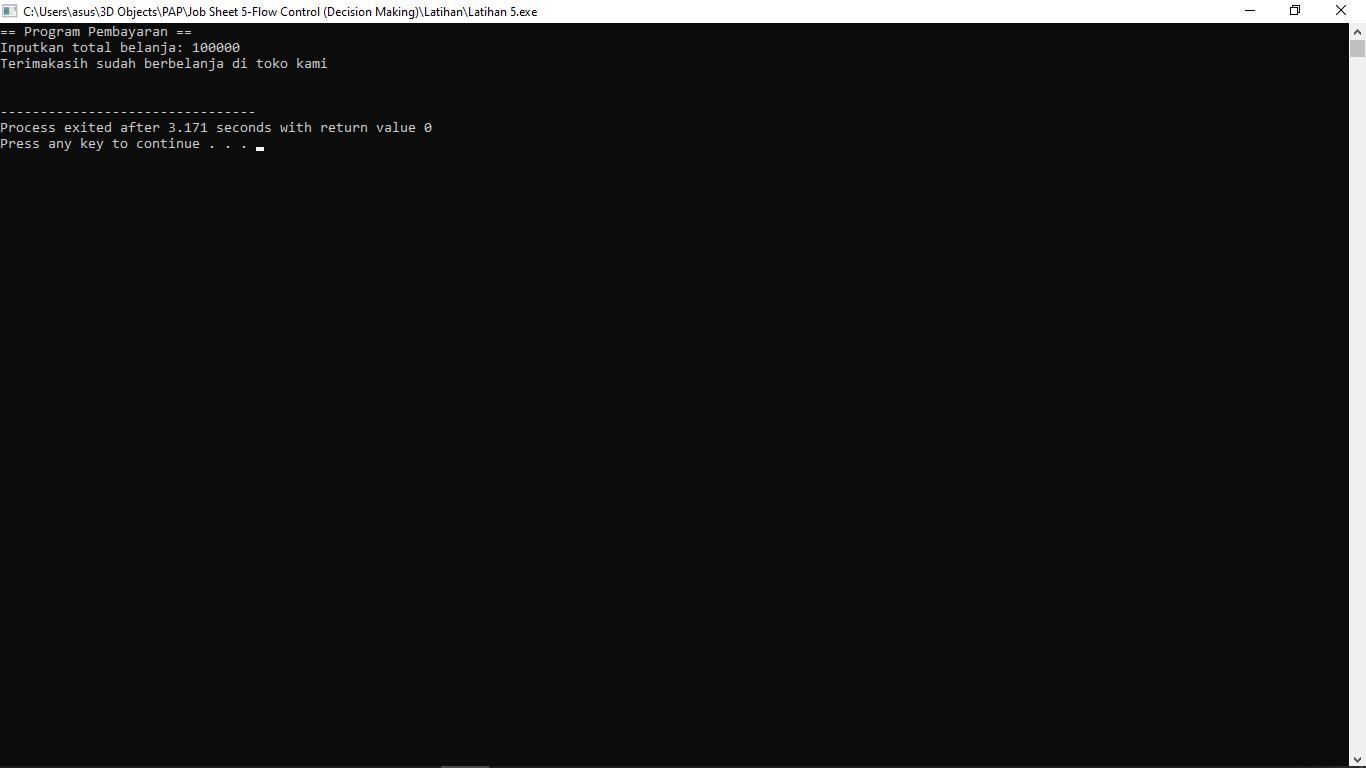 C:\Users\asus\3D Objects\PAP\Job Sheet 5-Flow Control (Decision Making)\Latihan\Latihan 5.exe
== Program Pembayaran ==
Inputkan total belanja: 100000
Terimakasih sudah berbelanja di toko kami
--------------------------------
Process exited after 3.171 seconds with return value 0
Press any key to continue . . .